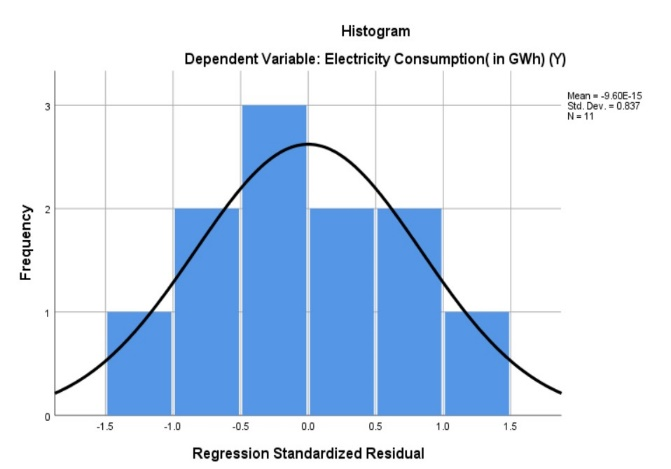 Histogram
Dependent Variable: Electricity Consumption( in GWh) (Y)
Mean = -9.60E-15
Std. Dev. = 0.837
N = 11
Frequency
3
2
1
0
-1.5 -1.0 -0.5 0.0 0.5 1.0 1.5
Regression Standardized Residual